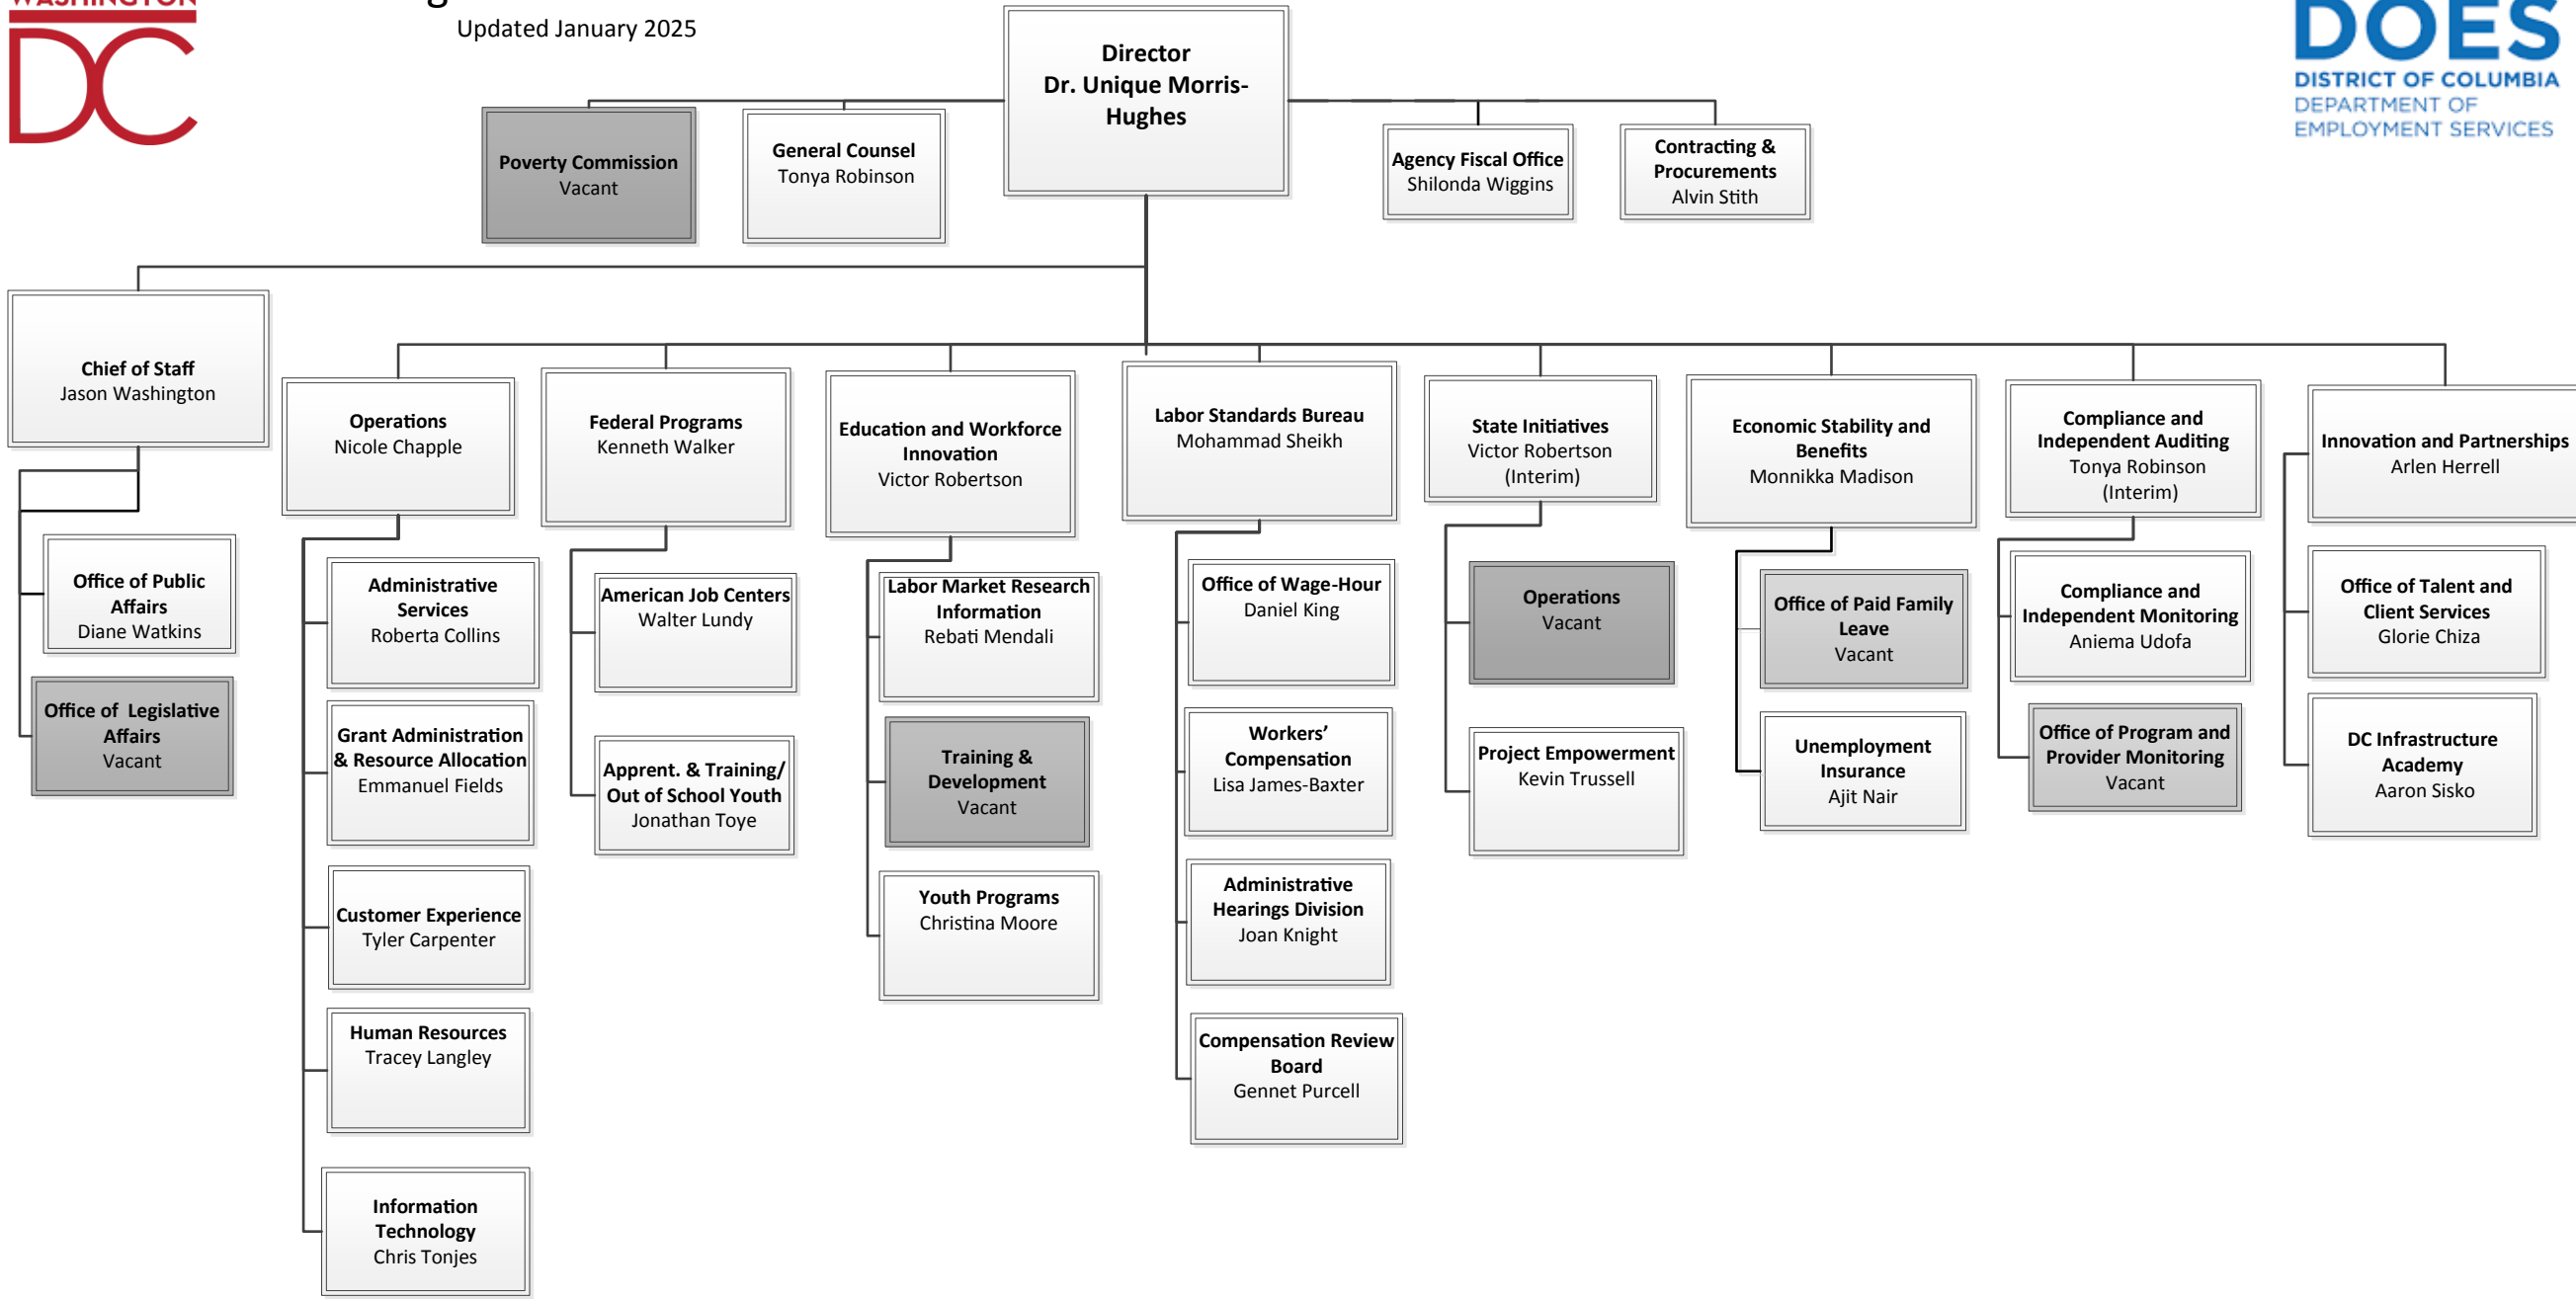 WASHINGTON
DC
Updated January 2025
DOES
DISTRICT OF COLUMBIA
DEPARTMENT OF
EMPLOYMENT SERVICES
Director
Dr. Unique Morris-
Hughes
Poverty Commission
Vacant
General Counsel
Tonya Robinson
Agency Fiscal Office
Shilonda Wiggins
Contracting &
Procurements
Alvin Stith
Chief of Staff
Jason Washington
Office of Public
Affairs
Diane Watkins
Office of Legislative
Affairs
Vacant
Operations
Nicole Chapple
Administrative
Services
Roberta Collins
Grant Administration
& Resource Allocation
Emmanuel Fields
Customer Experience
Tyler Carpenter
Human Resources
Tracey Langley
Information
Technology
Chris Tonjes
Federal Programs
Kenneth Walker
American Job Centers
Walter Lundy
Apprent. & Training/
Out of School Youth
Jonathan Toye
Education and Workforce
Innovation
Victor Robertson
Labor Market Research
Information
Rebati Mendali
Training &
Development
Vacant
Youth Programs
Christina Moore
Labor Standards Bureau
Mohammad Sheikh
Office of Wage-Hour
Daniel King
Workers’
Compensation
Lisa James-Baxter
Administrative
Hearings Division
Joan Knight
Compensation Review
Board
Gennet Purcell
State Initiatives
Victor Robertson
(Interim)
Operations
Vacant
Project Empowerment
Kevin Trussell
Economic Stability and
Benefits
Monnikka Madison
Office of Paid Family
Leave
Vacant
Unemployment
Insurance
Ajit Nair
Compliance and
Independent Auditing
Tonya Robinson
(Interim)
Compliance and
Independent Monitoring
Aniema Udofa
Office of Program and
Provider Monitoring
Vacant
Innovation and Partnerships
Arlen Herrell
Office of Talent and
Client Services
Glorie Chiza
DC Infrastructure
Academy
Aaron Sisko